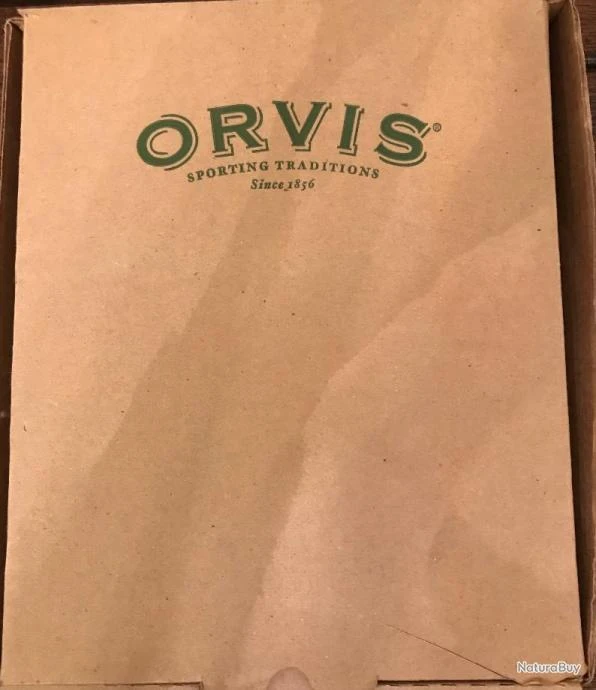 ORVIS®
SPORTING TRADITIONS
Since 1856
NaturaBuy